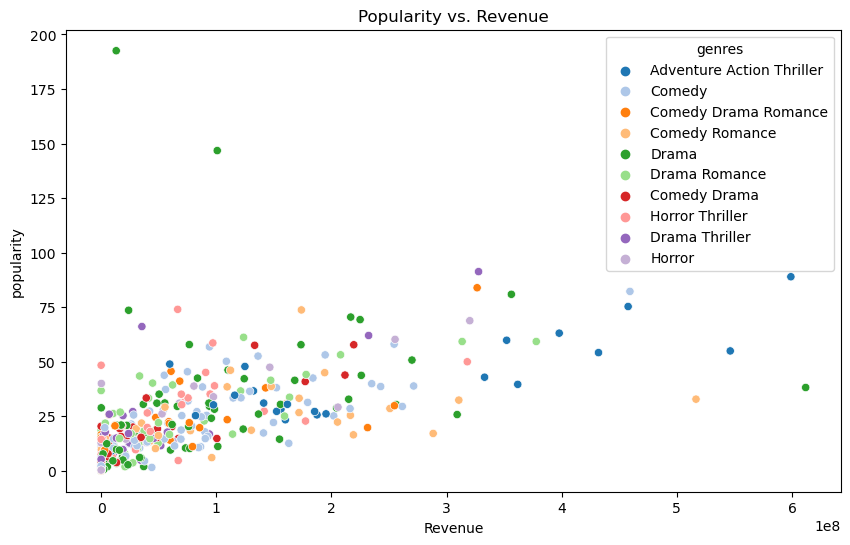 Popularity vs. Revenue
genres
Adventure Action Thriller
Comedy
Comedy Drama Romance
Comedy Romance
Drama
Drama Romance
Comedy Drama
Horror Thriller
Drama Thriller
Horror
popularity
200
175
150
125
100
75
50
25
0
0 1 2 3 4 5 6
1e8
Revenue